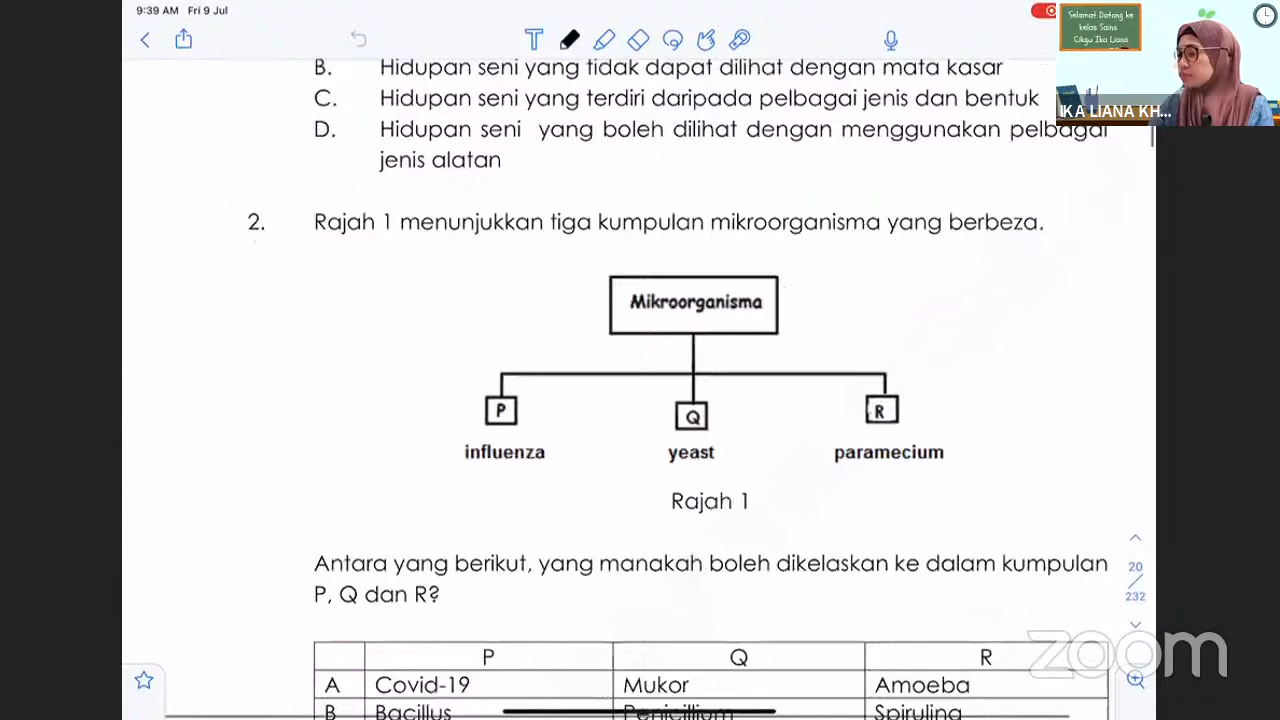 9:39 AM Fri 9 Jul
Selamat Datang ke
kelas Sains
Cikgu Ika Liana
IKA LIANA KH...
B. Hidupan seni yang tidak dapat dilihat dengan mata kasar
C. Hidupan seni yang terdiri daripada pelbagai jenis dan bentuk
D. Hidupan seni yang boleh dilihat dengan menggunakan pelbagai
jenis alatan
2. Rajah 1 menunjukkan tiga kumpulan mikroorganisma yang berbeza.
Mikroorganisma
P Q R
influenza yeast paramecium
Rajah 1
Antara yang berikut, yang manakah boleh dikelaskan ke dalam kumpulan
P, Q dan R?
20
/
232
zoom
P Q R
A Covid-19 Mukor Amoeba
B Bacillus Penicillium Spirulina